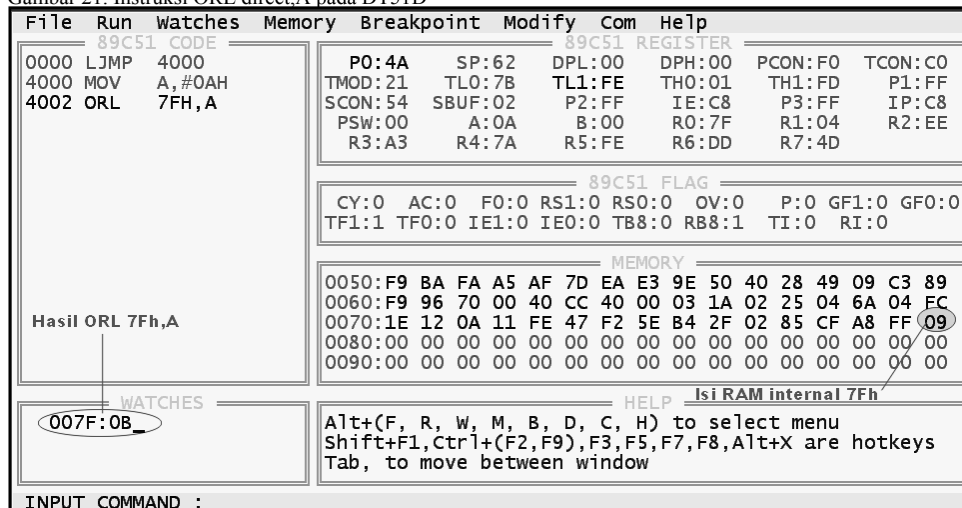 Gambar 21. Instruksi ORL direct,A pada DT51D
File Run Watches Memory Breakpoint Modify Com Help
89C51 CODE
0000 LJMP 4000
4000 MOV A,#0AH
4002 ORL 7FH,A
89C51 REGISTER
P0:4A SP:62 DPL:00 DPH:00 PCON:F0 TCON:C0
TMOD:21 TL0:7B TL1:FE TH0:01 TH1:FD P1:FF
SCON:54 SBUF:02 P2:FF IE:C8 P3:FF IP:C8
PSW:00 A:0A B:00 R0:7F R1:04 R2:EE
R3:A3 R4:7A R5:FE R6:DD R7:4D
89C51 FLAG
CY:0 AC:0 F0:0 RS1:0 RS0:0 OV:0 P:0 GF1:0 GF0:0
TF1:1 TF0:0 IE1:0 IE0:0 TB8:0 RB8:1 TI:0 RI:0
MEMORY
0050:F9 BA FA A5 AF 7D EA E3 9E 50 40 28 49 09 C3 89
0060:F9 96 70 00 40 CC 40 00 03 1A 02 25 04 6A 04 FC
0070:1E 12 0A 11 FE 47 F2 5E B4 2F 02 85 CF A8 FF 09
0080:00 00 00 00 00 00 00 00 00 00 00 00 00 00 00 00
0090:00 00 00 00 00 00 00 00 00 00 00 00 00 00 00 00
Hasil ORL 7Fh,A
Isi RAM internal 7Fh
WATCHES
007F:0B_
HELP
Alt+(F, R, W, M, B, D, C, H) to select menu
Shift+F1,Ctrl+(F2,F9),F3,F5,F7,F8,Alt+X are hotkeys
Tab, to move between window
INPUT COMMAND :